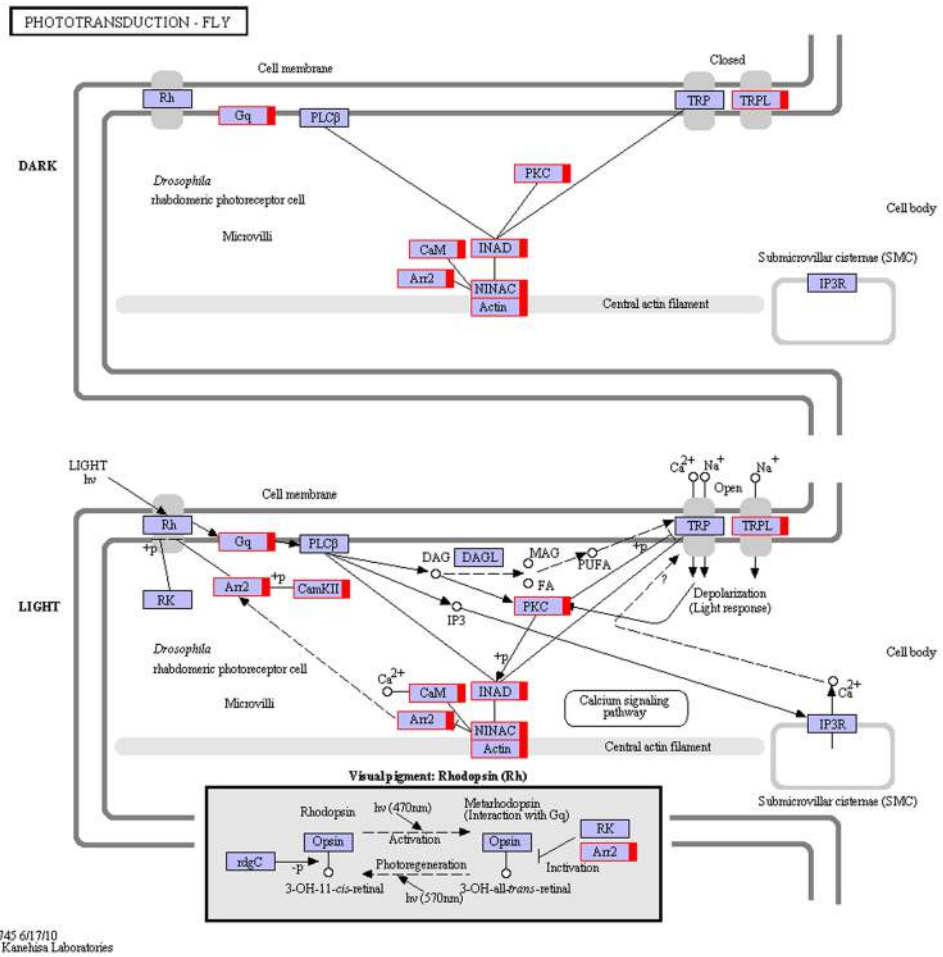 PHOTOTRANSDUCTION - FLY
Cell membrane
Closed
Rh
Gq
PLCβ
TRP
TRPL
DARK
PKC
Drosophila
rhabdomeric photoreceptor cell
Cell body
Microvilli
CaM
INAD
Submicrovillar cisternae (SMC)
Arr2
NINAC
IP3R
Actin
Central actin filament
LIGHT
hν
Ca2+
Na+
Na+
Cell membrane
Open
Rh
Gq
PLCβ
TRP
TRPL
+p
DAG
DAGL
MAG
+p
PUFA
FA
Arr2
+p
CamKII
?
Depolarization
(Light response)
LIGHT
RK
PKC
IP3
Drosophila
rhabdomeric photoreceptor cell
+p
Cell body
Ca2+
CaM
INAD
Ca2+
Microvilli
Calcium signaling
pathway
Arr2
NINAC
IP3R
Actin
Central actin filament
Visual pigment: Rhodopsin (Rh)
Submicrovillar cisternae (SMC)
Rhodopsin
hν (470nm)
Metarhodopsin
(Interaction with Gq)
RK
Opsin
Activation
Opsin
Arr2
rdgC
-p
Photoregeneration
Inctivation
3-OH-11-cis-retinal
hν (570nm)
3-OH-all-trans-retinal
745 6/17/10
Kanehisa Laboratories